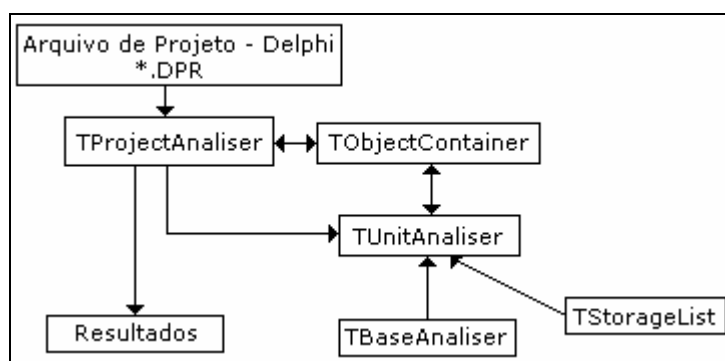 Arquivo de Projeto - Delphi
*.DPR
TProjectAnaliser
TObjectContainer
TUnitAnaliser
TStorageList
Resultados
TBaseAnaliser